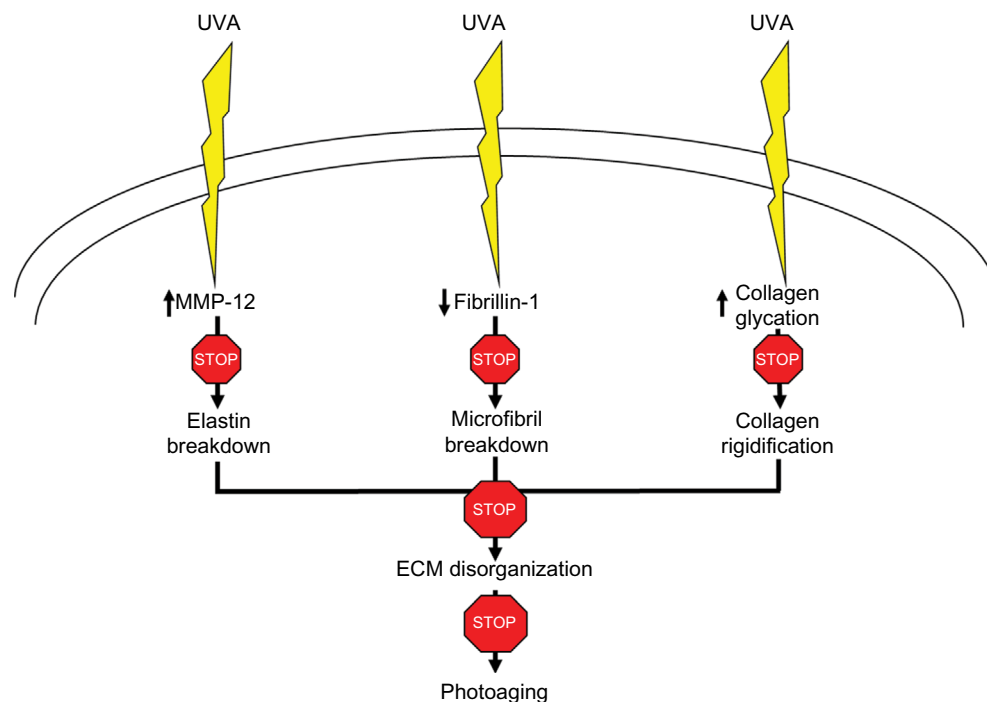 UVA
UVA
UVA
MMP-12
Fibrillin-1
Collagen
glycation
STOP
STOP
STOP
Elastin
breakdown
Microfibril
breakdown
Collagen
rigidification
STOP
ECM disorganization
STOP
Photoaging